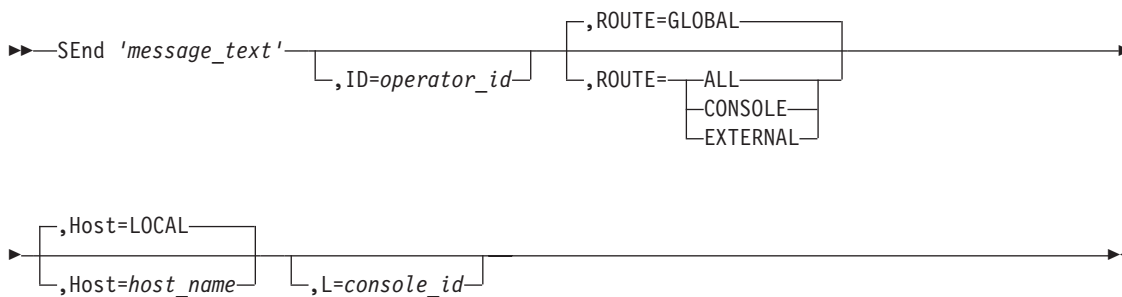 ,ROUTE=GLOBAL
SEnd 'message_text'
,ID=operator_id
,ROUTE=
ALL
CONSOLE
EXTERNAL
,Host=LOCAL
,Host=host_name
,L=console_id